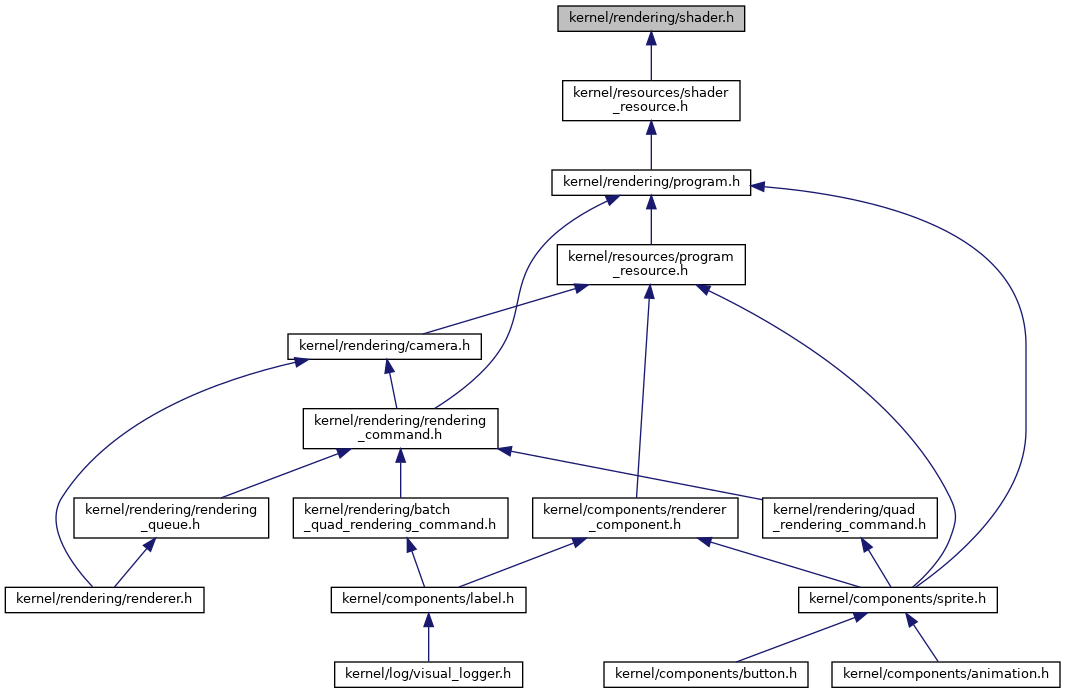 kernel/rendering/shader.h
kernel/resources/shader
_resource.h
kernel/rendering/program.h
kernel/resources/program
_resource.h
kernel/rendering/camera.h
kernel/rendering/rendering
_command.h
kernel/rendering/rendering
_queue.h
kernel/rendering/batch
_quad_rendering_command.h
kernel/components/renderer
_component.h
kernel/rendering/quad
_rendering_command.h
kernel/rendering/renderer.h
kernel/components/label.h
kernel/components/sprite.h
kernel/log/visual_logger.h
kernel/components/button.h
kernel/components/animation.h